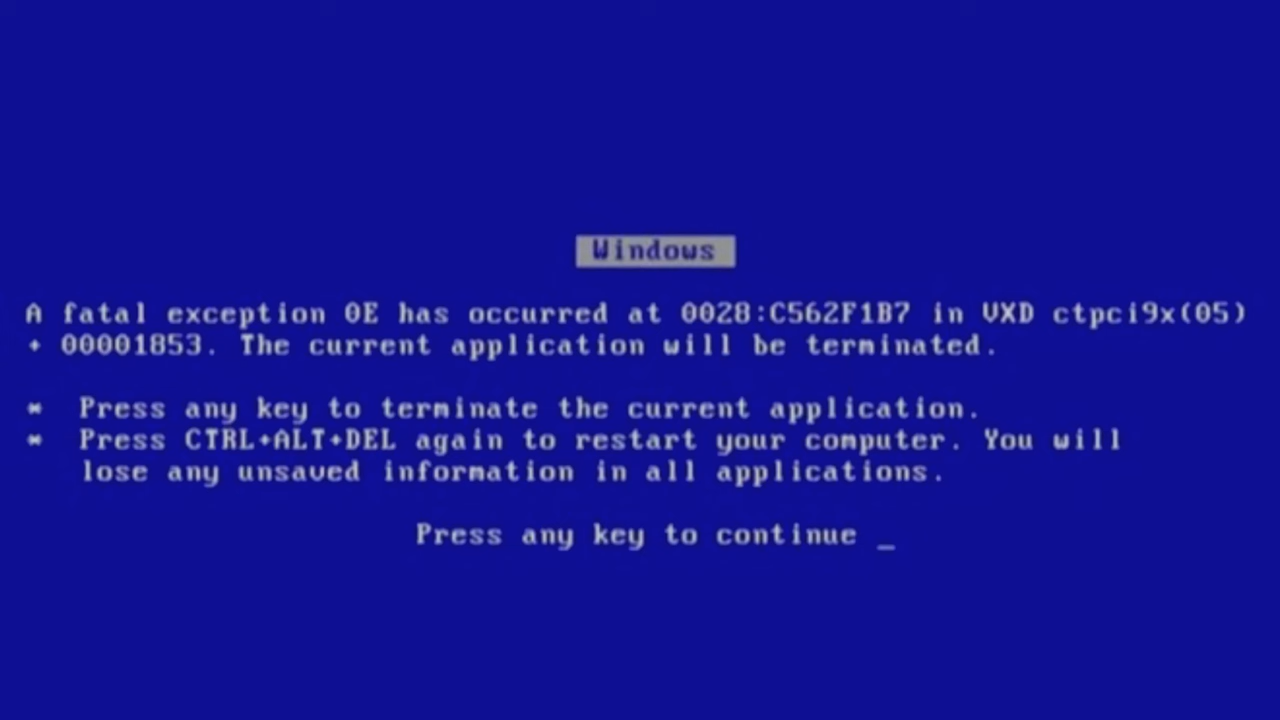 Windows
A fatal exception 0E has occurred at 0028:C562F1B7 in VXD ctpci9x(05)
+ 00001853. The current application will be terminated.
* Press any key to terminate the current application.
* Press CTRL+ALT+DEL again to restart your computer. You will
lose any unsaved information in all applications.
Press any key to continue _